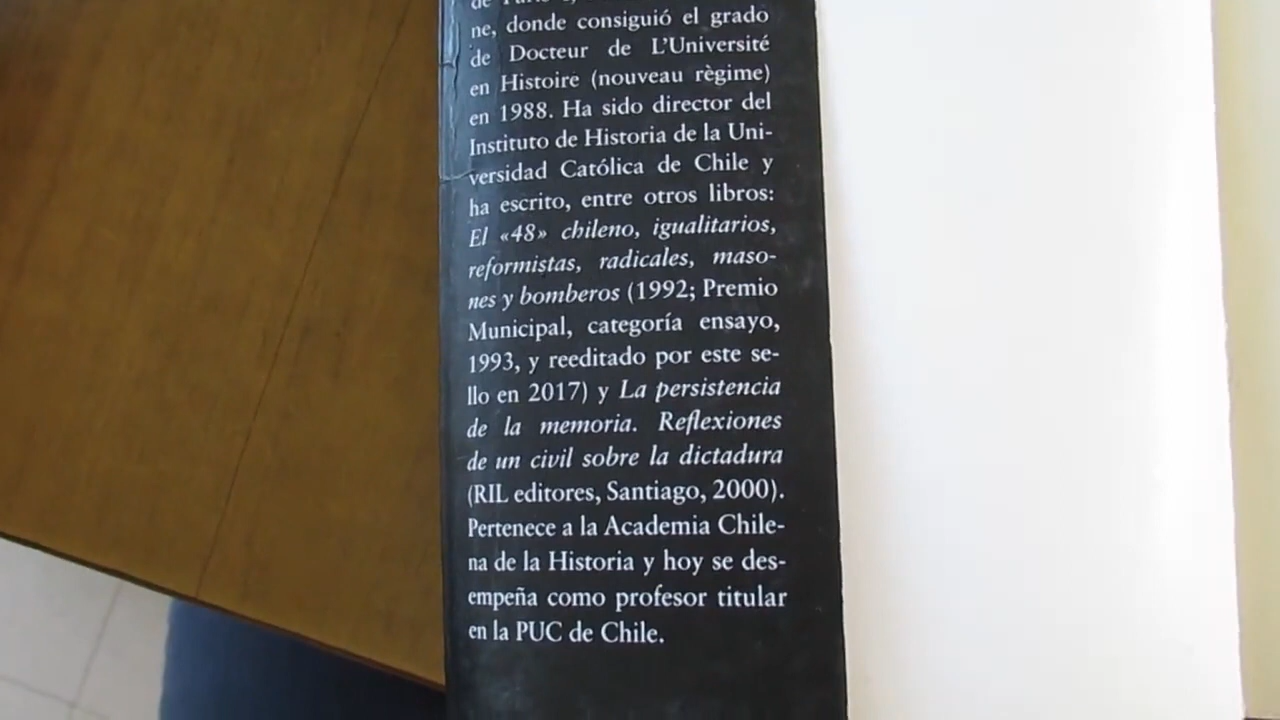 ne, donde consiguió el grado
de Docteur de L'Université
en Histoire (nouveau règime)
en 1988. Ha sido director del
Instituto de Historia de la Uni-
versidad Católica de Chile y
ha escrito, entre otros libros:
El «48» chileno, igualitarios,
reformistas, radicales, maso-
nes y bomberos (1992; Premio
Municipal, categoría ensayo,
1993, y reeditado por este se-
llo en 2017) y La persistencia
de la memoria. Reflexiones
de un civil sobre la dictadura
(RIL editores, Santiago, 2000).
Pertenece a la Academia Chile-
na de la Historia y hoy se des-
empeña como profesor titular
en la PUC de Chile.